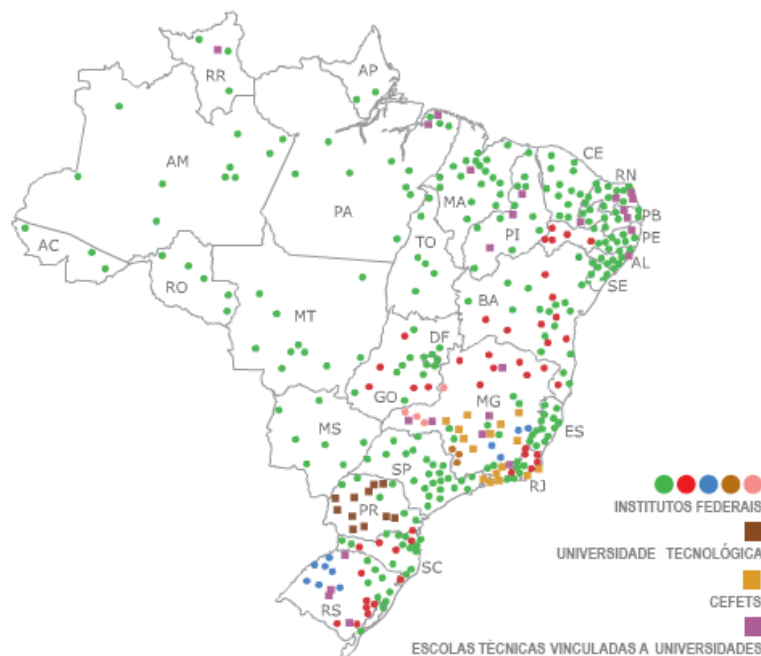 RR
AP
AM
PA
MA
CE
RN
PB
PE
AL
SE
PI
TO
AC
RO
MT
BA
DF
GO
MG
ES
MS
SP
RJ
PR
SC
RS
INSTITUTOS FEDERAIS
UNIVERSIDADE TECNOLÓGICA
CEFETS
ESCOLAS TÉCNICAS VINCULADAS A UNIVERSIDADES